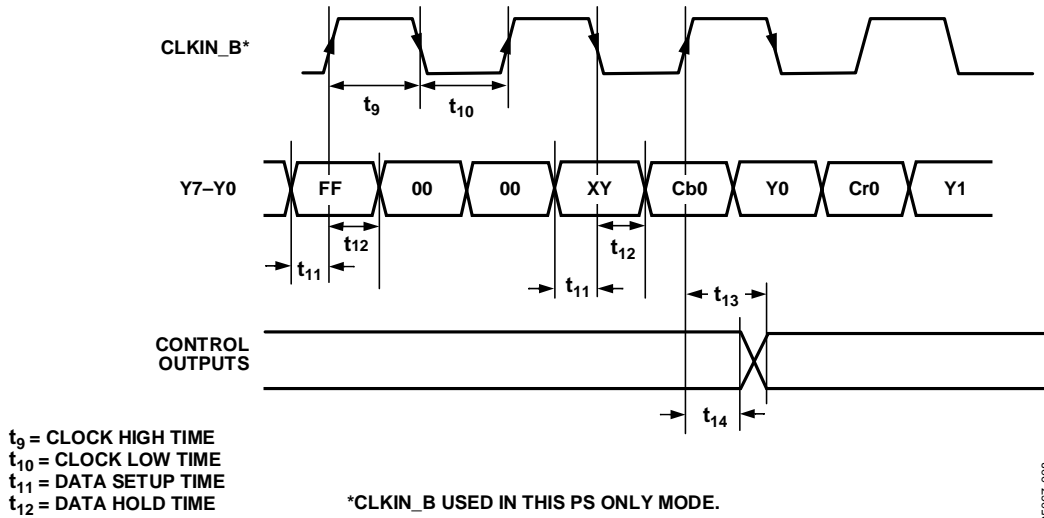 CLKIN_B*
t9
t10
Y7–Y0
FF
00
00
XY
Cb0
Y0
Cr0
Y1
t12
t12
t11
t11
t13
CONTROL
OUTPUTS
t14
t9 = CLOCK HIGH TIME
t10 = CLOCK LOW TIME
t11 = DATA SETUP TIME
t12 = DATA HOLD TIME
*CLKIN_B USED IN THIS PS ONLY MODE.